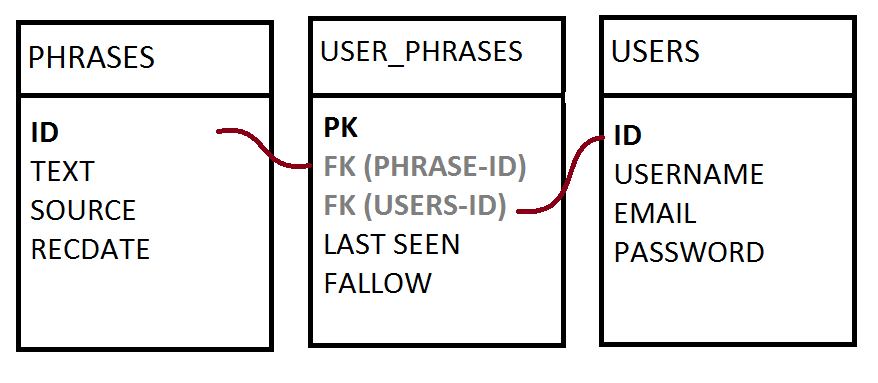 PHRASES
ID
TEXT
SOURCE
RECDATE
USER_PHRASES
PK
FK (PHRASE-ID)
FK (USERS-ID)
LAST SEEN
FALLOW
USERS
ID
USERNAME
EMAIL
PASSWORD